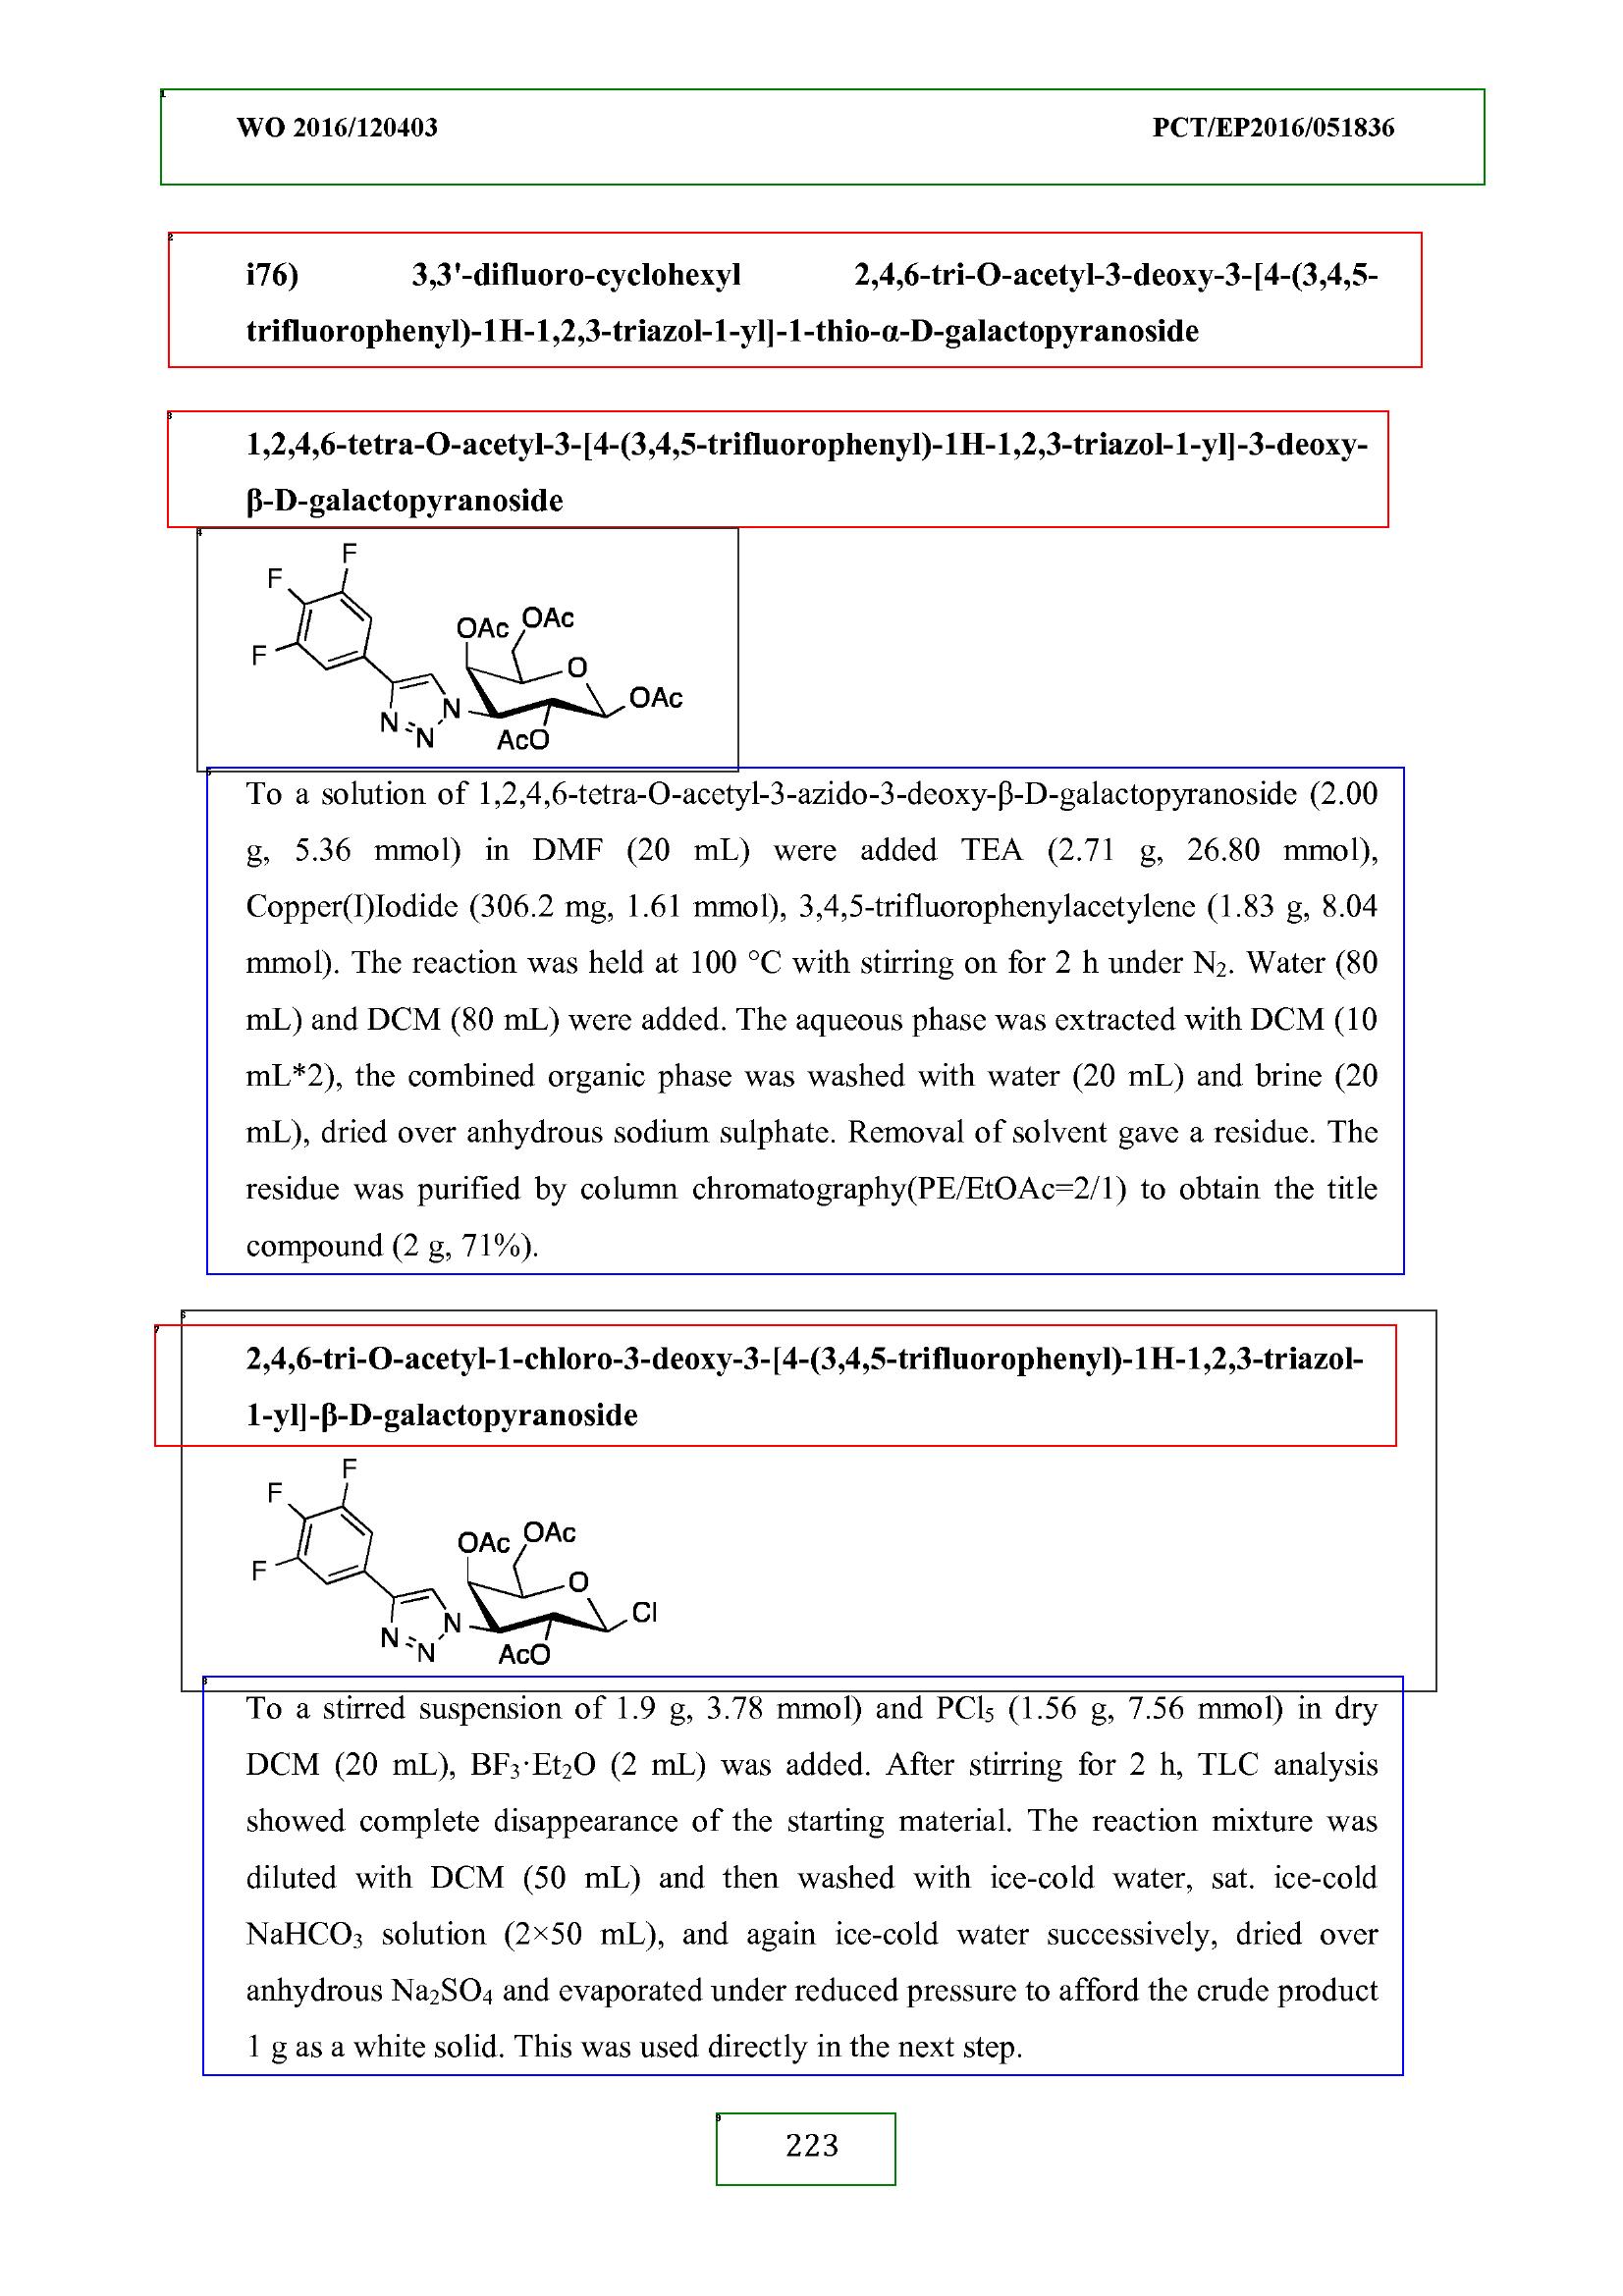 WO 2016/120403 PCT/EP2016/051836
i76) 3,3'-difluoro-cyclohexyl 2,4,6-tri-O-acetyl-3-deoxy-3-[4-(3,4,5-
trifluorophenyl)-1H-1,2,3-triazol-1-yl]-1-thio-α-D-galactopyranoside
1,2,4,6-tetra-O-acetyl-3-[4-(3,4,5-trifluorophenyl)-1H-1,2,3-triazol-1-yl]-3-deoxy-
β-D-galactopyranoside
F
F
F
OAc
OAc
O
OAc
N
N
N
AcO
To a solution of 1,2,4,6-tetra-O-acetyl-3-azido-3-deoxy-β-D-galactopyranoside (2.00
g, 5.36 mmol) in DMF (20 mL) were added TEA (2.71 g, 26.80 mmol),
Copper(I)Iodide (306.2 mg, 1.61 mmol), 3,4,5-trifluorophenylacetylene (1.83 g, 8.04
mmol). The reaction was held at 100 °C with stirring on for 2 h under N₂. Water (80
mL) and DCM (80 mL) were added. The aqueous phase was extracted with DCM (10
mL*2), the combined organic phase was washed with water (20 mL) and brine (20
mL), dried over anhydrous sodium sulphate. Removal of solvent gave a residue. The
residue was purified by column chromatography(PE/EtOAc=2/1) to obtain the title
compound (2 g, 71%).
2,4,6-tri-O-acetyl-1-chloro-3-deoxy-3-[4-(3,4,5-trifluorophenyl)-1H-1,2,3-triazol-
1-yl]-β-D-galactopyranoside
F
F
F
OAc
OAc
O
Cl
N
N
N
AcO
To a stirred suspension of 1.9 g, 3.78 mmol) and PCl₅ (1.56 g, 7.56 mmol) in dry
DCM (20 mL), BF₃·Et₂O (2 mL) was added. After stirring for 2 h, TLC analysis
showed complete disappearance of the starting material. The reaction mixture was
diluted with DCM (50 mL) and then washed with ice-cold water, sat. ice-cold
NaHCO₃ solution (2×50 mL), and again ice-cold water successively, dried over
anhydrous Na₂SO₄ and evaporated under reduced pressure to afford the crude product
1 g as a white solid. This was used directly in the next step.
223